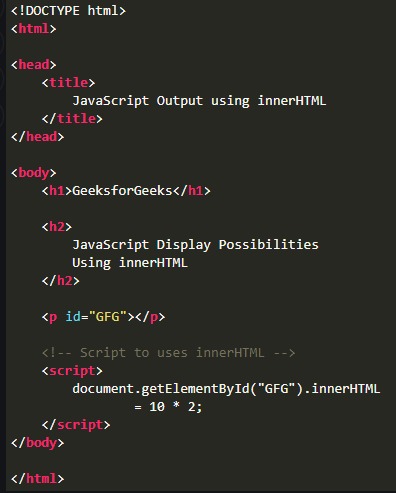 <!DOCTYPE html>
<html>
<head>
<title>
JavaScript Output using innerHTML
</title>
</head>
<body>
<h1>GeeksforGeeks</h1>
<h2>
JavaScript Display Possibilities
Using innerHTML
</h2>
<p id="GFG"></p>
<!-- Script to uses innerHTML -->
<script>
document.getElementById("GFG").innerHTML
= 10 * 2;
</script>
</body>
</html>